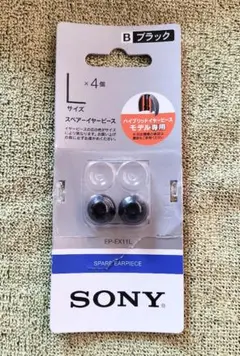 B ブラック
L ×4個
サイズ
スペアーイヤーピース
ハイブリッドイヤーピース
モデル専用
EP-EX11L
SPARE EARPIECE
SONY